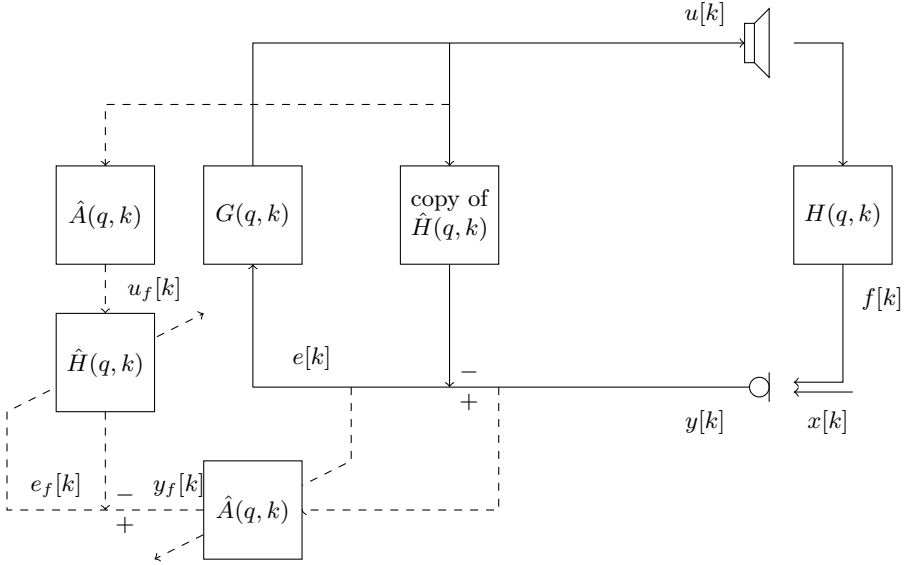 u[k]
Â(q, k)
G(q, k)
copy of
Ĥ(q, k)
H(q, k)
u_f[k]
f[k]
Ĥ(q, k)
e[k]
−
+
y[k]
x[k]
e_f[k]
−
+
y_f[k]
Â(q, k)